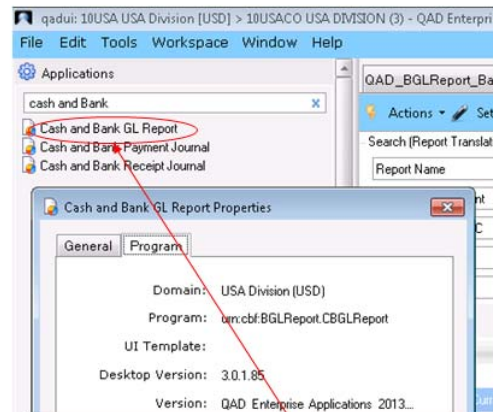 qadui: 10USA USA Division [USD] > 10USACO USA DIVISION (3) - QAD Enterpri
File Edit Tools Workspace Window Help
Applications
cash and Bank x
Cash and Bank GL Report
Cash and Bank Payment Journal
Cash and Bank Receipt Journal
QAD_BGLReport_Ba
Actions Set
Search (Report Translat
Report Name
nt
C
Cash and Bank GL Report Properties
General Program
Domain: USA Division (USD)
Program: urn:cbf:BGLReport.CBGLReport
UI Template:
Desktop Version: 3.0.1.85
Version: QAD Enterprise Applications 2013...
Curr